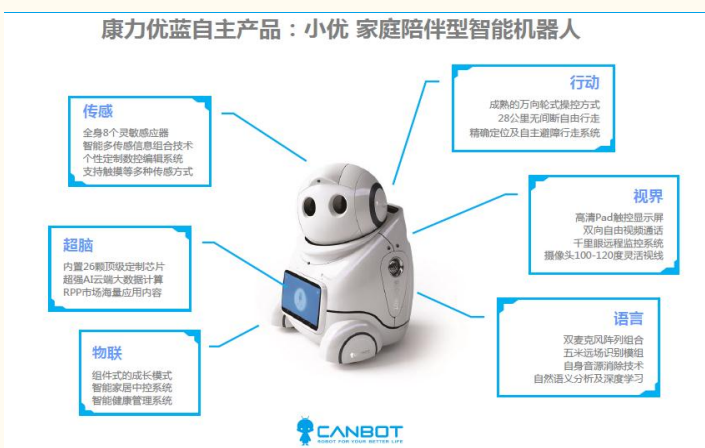 康力优蓝自主产品：小优 家庭陪伴型智能机器人
传感
全身8个灵敏感应器
智能多传感信息组合技术
个性定制数控编辑系统
支持触摸等多种传感方式
超脑
内置26颗顶级定制芯片
超强AI云端大数据计算
RPP市场海量应用内容
物联
组件式的成长模式
智能家居中控系统
智能健康管理系统
行动
成熟的万向轮式操控方式
28公里无间断自由行走
精确定位及自主避障行走系统
视界
高清Pad触控显示屏
双向自由视频通话
千里眼远程监控系统
摄像头100-120度灵活视线
语言
双麦克风阵列组合
五米远场识别模组
自身音源消除技术
自然语义分析及深度学习
CANBOT
ROBOT FOR YOUR BETTER LIFE